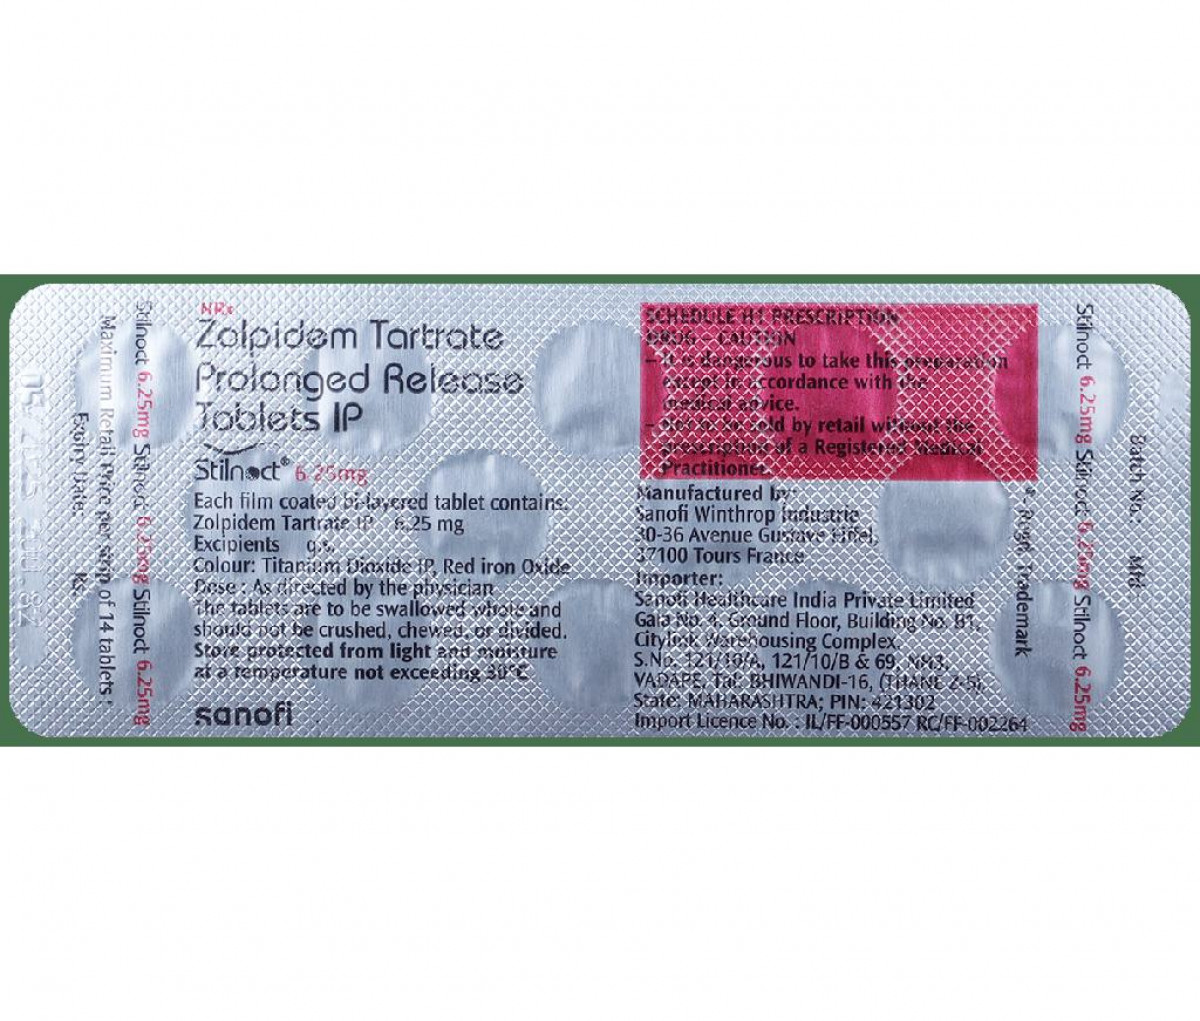 Stilnoct 6.25mg Stilnoct 6.25mg Stilnoct 6.25mg
Maximum Retail Price per strip of 14 tablets :
Rs.
Expiry Date:
NRx
Zolpidem Tartrate
Prolonged Release
Tablets IP
Stilnoct® 6.25mg
Each film coated bi-layered tablet contains:
Zolpidem Tartrate IP 6.25 mg
Excipients q.s.
Colour: Titanium Dioxide IP, Red iron Oxide
Dose : As directed by the physician
The tablets are to be swallowed whole and
should not be crushed, chewed, or divided.
Store protected from light and moisture
at a temperature not exceeding 30°C
sanofi
SCHEDULE H1 PRESCRIPTION
DRUG - CAUTION
– It is dangerous to take this preparation
except in accordance with the
medical advice.
– Not to be sold by retail without the
prescription of a Registered Medical
Practitioner.
Manufactured by:
Sanofi Winthrop Industrie
30-36 Avenue Gustave Eiffel,
37100 Tours France
Importer:
Sanofi Healthcare India Private Limited
Gala No. 4, Ground Floor, Building No. B1,
Citylink Warehousing Complex,
S.No. 121/10/A, 121/10/B & 69, NH3,
VADAPE, Tal. BHIWANDI-16, (THANE Z-5),
State: MAHARASHTRA; PIN: 421302
Import Licence No. : IL/FF-000557 RC/FF-002264
® - Regd. Trademark
Stilnoct 6.25mg Stilnoct 6.25mg Stilnoct 6.25mg
Batch No.: